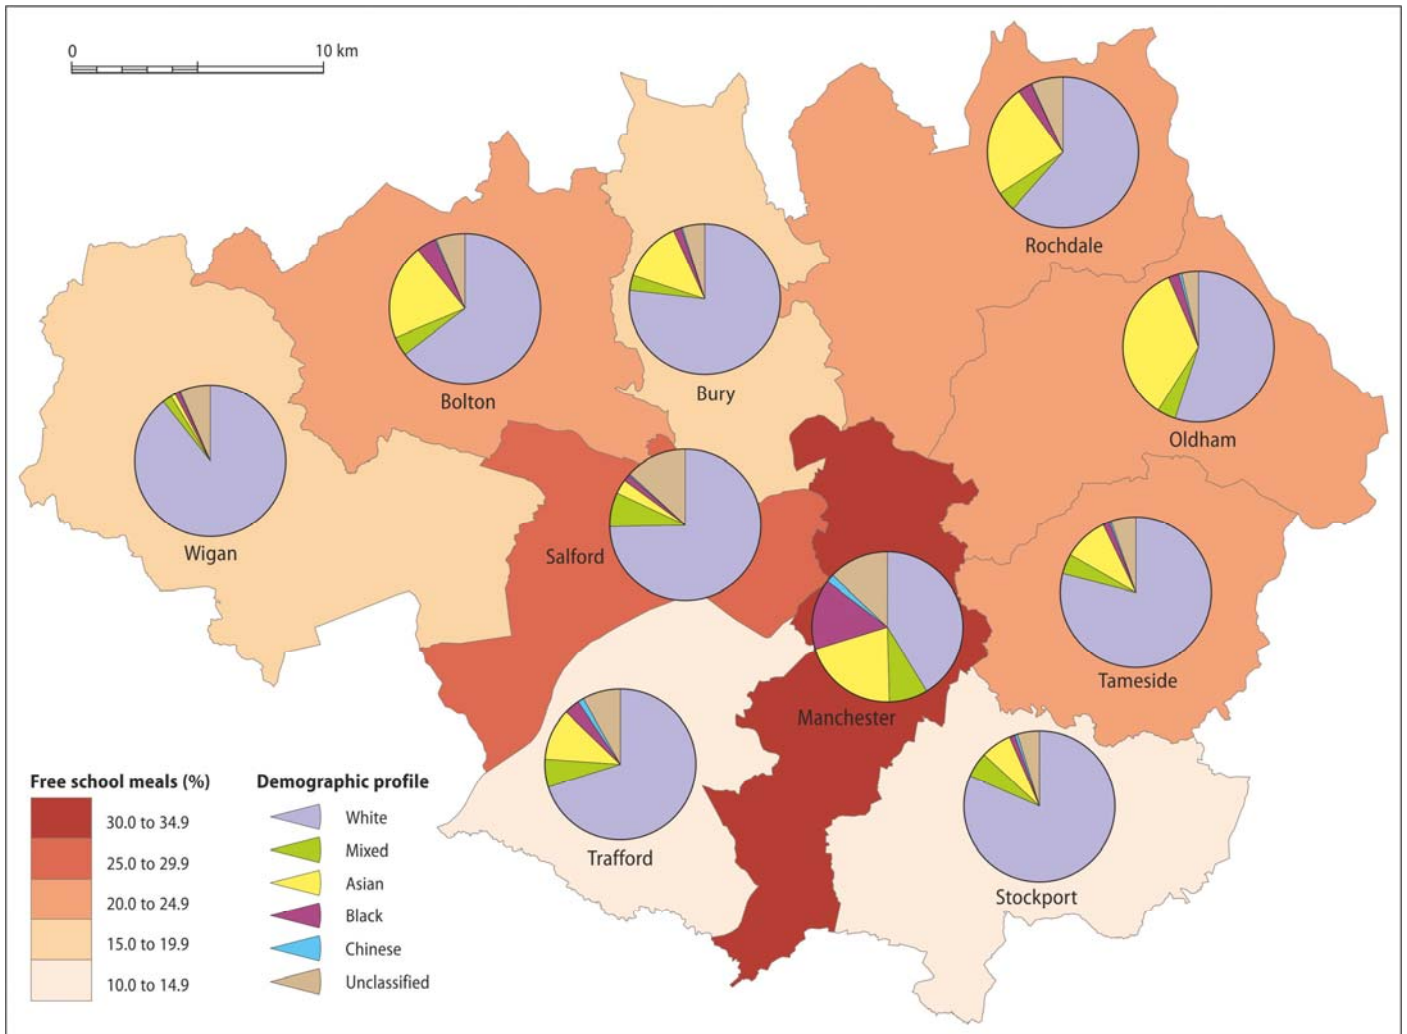 0 10 km
Rochdale
Bury
Bolton
Oldham
Wigan
Salford
Tameside
Manchester
Trafford
Stockport
Free school meals (%)
30.0 to 34.9
25.0 to 29.9
20.0 to 24.9
15.0 to 19.9
10.0 to 14.9
Demographic profile
White
Mixed
Asian
Black
Chinese
Unclassified